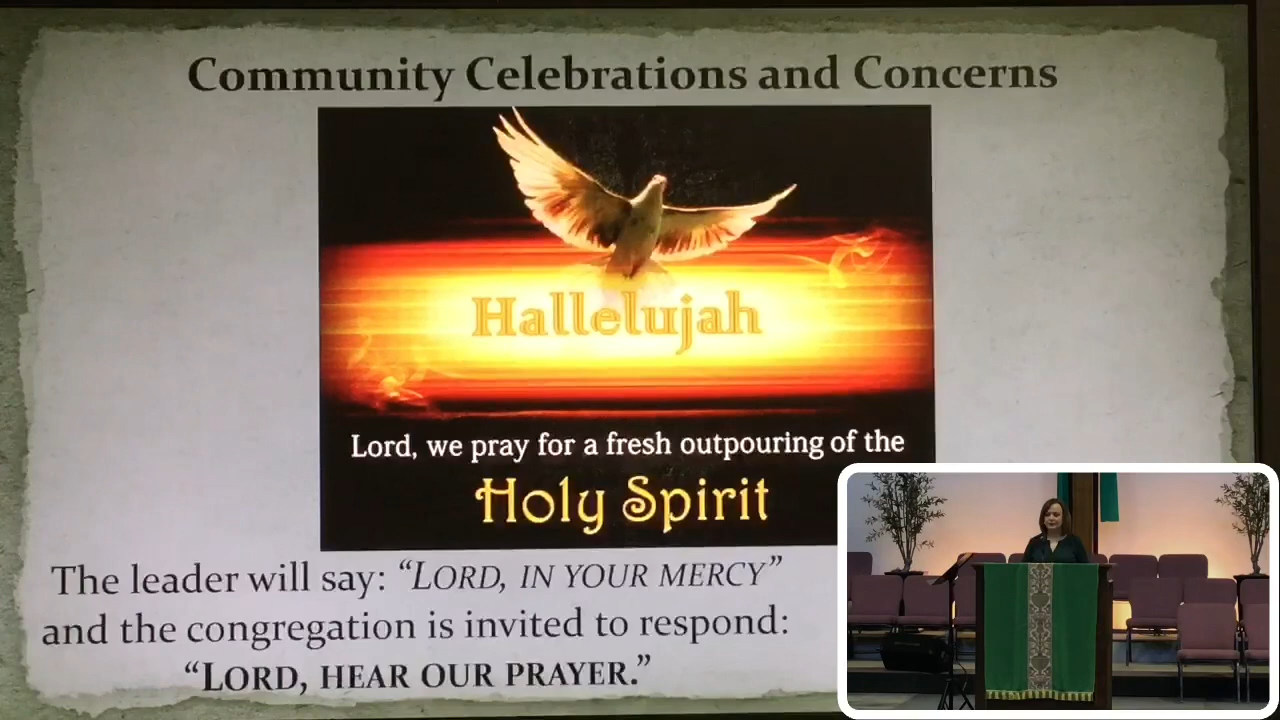 Community Celebrations and Concerns
Hallelujah
Lord, we pray for a fresh outpouring of the
Holy Spirit
The leader will say: “LORD, IN YOUR MERCY”
and the congregation is invited to respond:
“LORD, HEAR OUR PRAYER.”